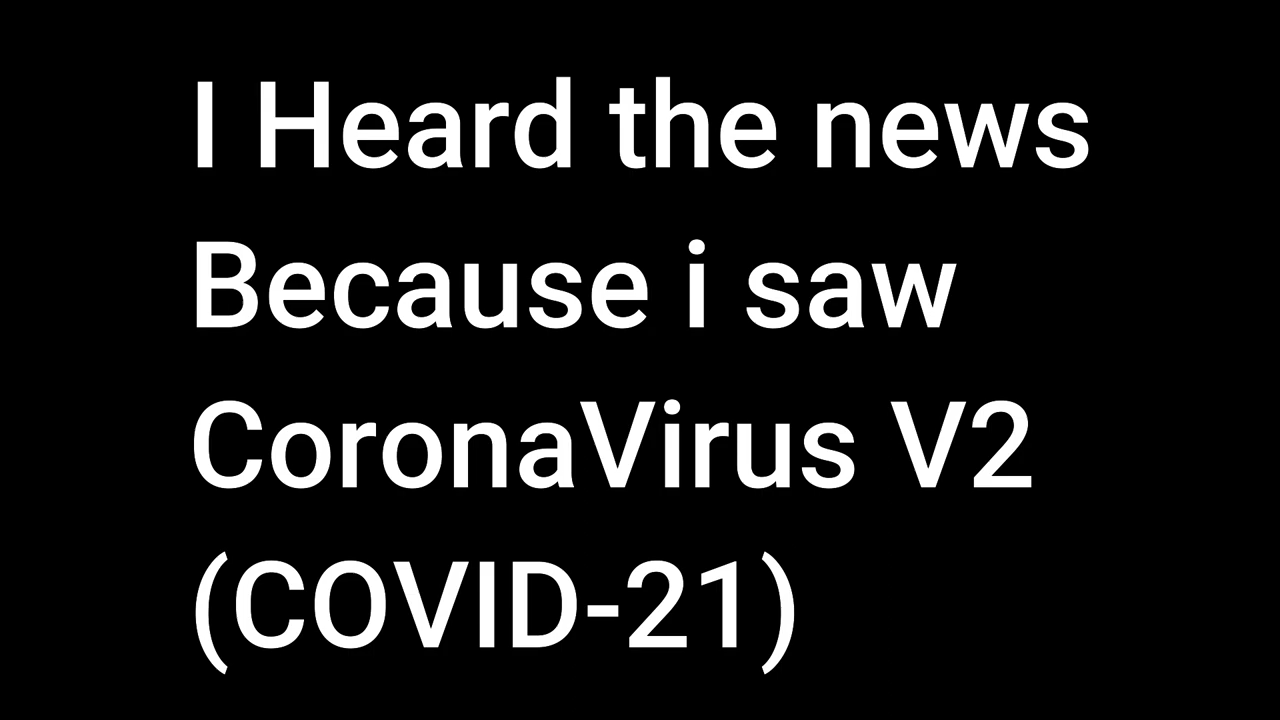 I Heard the news
Because i saw
CoronaVirus V2
(COVID-21)